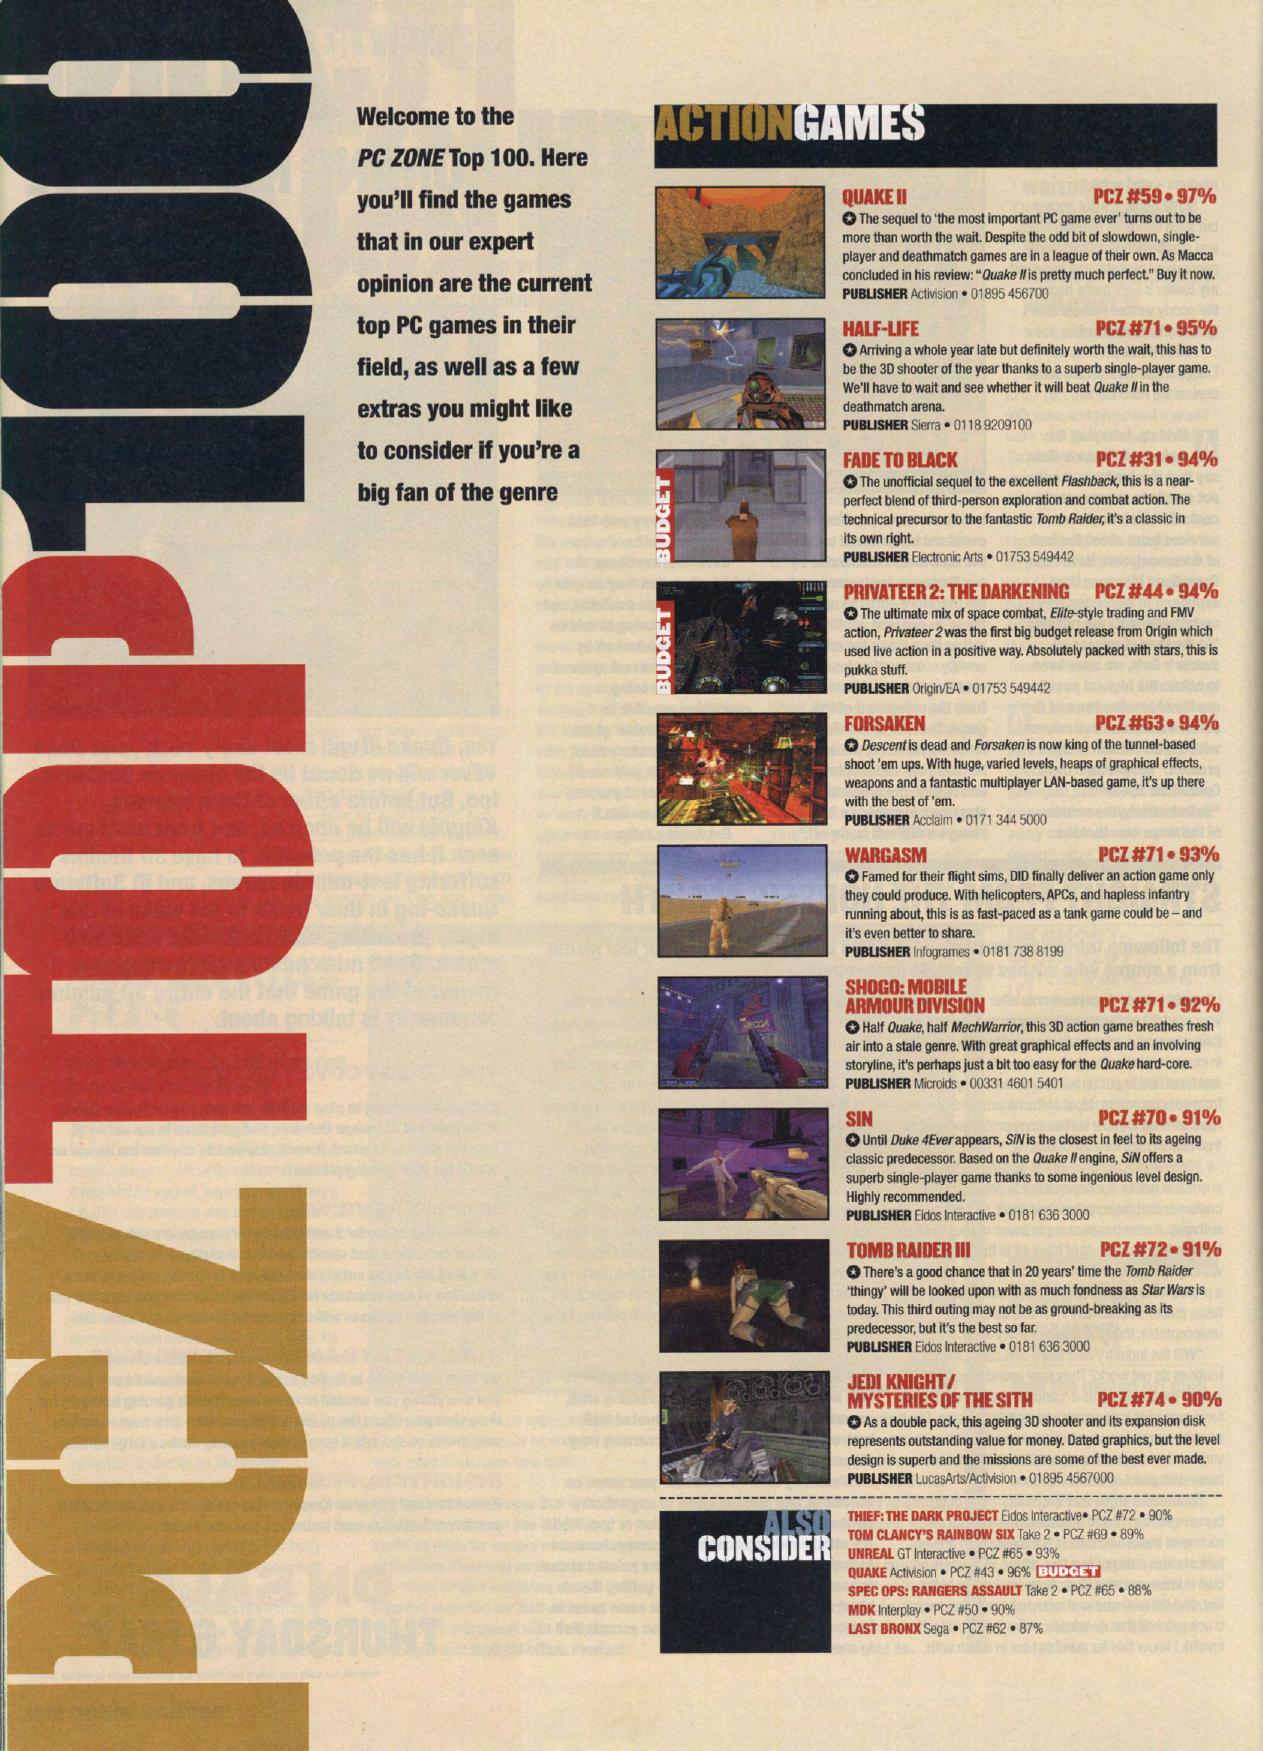 PCZ TOP 100
Welcome to the
PC ZONE Top 100. Here
you'll find the games
that in our expert
opinion are the current
top PC games in their
field, as well as a few
extras you might like
to consider if you're a
big fan of the genre
ACTIONGAMES
QUAKE II PCZ #59 • 97%
✪ The sequel to 'the most important PC game ever' turns out to be
more than worth the wait. Despite the odd bit of slowdown, single-
player and deathmatch games are in a league of their own. As Macca
concluded in his review: "Quake II is pretty much perfect." Buy it now.
PUBLISHER Activision • 01895 456700
HALF-LIFE PCZ #71 • 95%
✪ Arriving a whole year late but definitely worth the wait, this has to
be the 3D shooter of the year thanks to a superb single-player game.
We'll have to wait and see whether it will beat Quake II in the
deathmatch arena.
PUBLISHER Sierra • 0118 9209100
BUDGET
FADE TO BLACK PCZ #31 • 94%
✪ The unofficial sequel to the excellent Flashback, this is a near-
perfect blend of third-person exploration and combat action. The
technical precursor to the fantastic Tomb Raider, it's a classic in
its own right.
PUBLISHER Electronic Arts • 01753 549442
BUDGET
PRIVATEER 2: THE DARKENING PCZ #44 • 94%
✪ The ultimate mix of space combat, Elite-style trading and FMV
action, Privateer 2 was the first big budget release from Origin which
used live action in a positive way. Absolutely packed with stars, this is
pukka stuff.
PUBLISHER Origin/EA • 01753 549442
FORSAKEN PCZ #63 • 94%
✪ Descent is dead and Forsaken is now king of the tunnel-based
shoot 'em ups. With huge, varied levels, heaps of graphical effects,
weapons and a fantastic multiplayer LAN-based game, it's up there
with the best of 'em.
PUBLISHER Acclaim • 0171 344 5000
WARGASM PCZ #71 • 93%
✪ Famed for their flight sims, DID finally deliver an action game only
they could produce. With helicopters, APCs, and hapless infantry
running about, this is as fast-paced as a tank game could be – and
it's even better to share.
PUBLISHER Infogrames • 0181 738 8199
SHOGO: MOBILE
ARMOUR DIVISION PCZ #71 • 92%
✪ Half Quake, half MechWarrior, this 3D action game breathes fresh
air into a stale genre. With great graphical effects and an involving
storyline, it's perhaps just a bit too easy for the Quake hard-core.
PUBLISHER Microids • 00331 4601 5401
SIN PCZ #70 • 91%
✪ Until Duke 4Ever appears, SiN is the closest in feel to its ageing
classic predecessor. Based on the Quake II engine, SiN offers a
superb single-player game thanks to some ingenious level design.
Highly recommended.
PUBLISHER Eidos Interactive • 0181 636 3000
TOMB RAIDER III PCZ #72 • 91%
✪ There's a good chance that in 20 years' time the Tomb Raider
'thingy' will be looked upon with as much fondness as Star Wars is
today. This third outing may not be as ground-breaking as its
predecessor, but it's the best so far.
PUBLISHER Eidos Interactive • 0181 636 3000
JEDI KNIGHT/
MYSTERIES OF THE SITH PCZ #74 • 90%
✪ As a double pack, this ageing 3D shooter and its expansion disk
represents outstanding value for money. Dated graphics, but the level
design is superb and the missions are some of the best ever made.
PUBLISHER LucasArts/Activision • 01895 4567000
ALSO
CONSIDER
THIEF: THE DARK PROJECT Eidos Interactive• PCZ #72 • 90%
TOM CLANCY'S RAINBOW SIX Take 2 • PCZ #69 • 89%
UNREAL GT Interactive • PCZ #65 • 93%
QUAKE Activision • PCZ #43 • 96% BUDGET
SPEC OPS: RANGERS ASSAULT Take 2 • PCZ #65 • 88%
MDK Interplay • PCZ #50 • 90%
LAST BRONX Sega • PCZ #62 • 87%